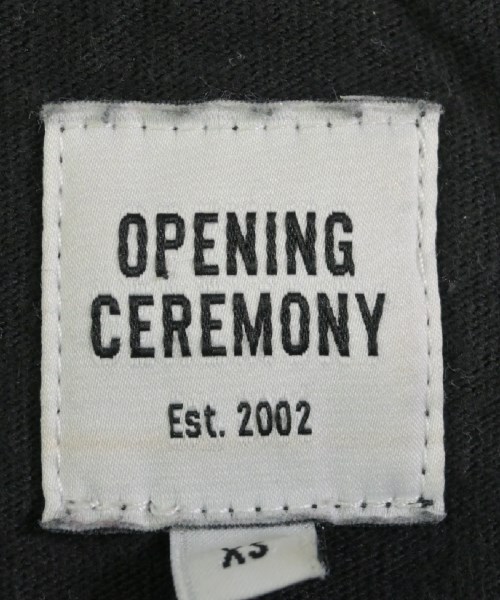 OPENING
CEREMONY
Est. 2002
XS